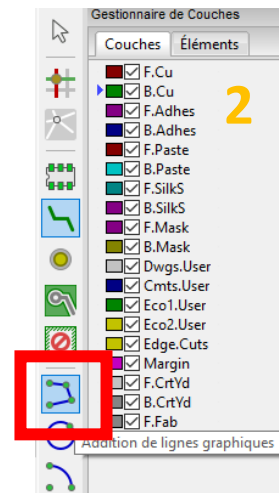 Gestionnaire de Couches
Couches Éléments
F.Cu
B.Cu
2
F.Adhes
B.Adhes
F.Paste
B.Paste
F.SilkS
B.SilkS
F.Mask
B.Mask
Dwgs.User
Cmts.User
Eco1.User
Eco2.User
Edge.Cuts
Margin
F.CrtYd
B.CrtYd
F.Fab
Addition de lignes graphiques